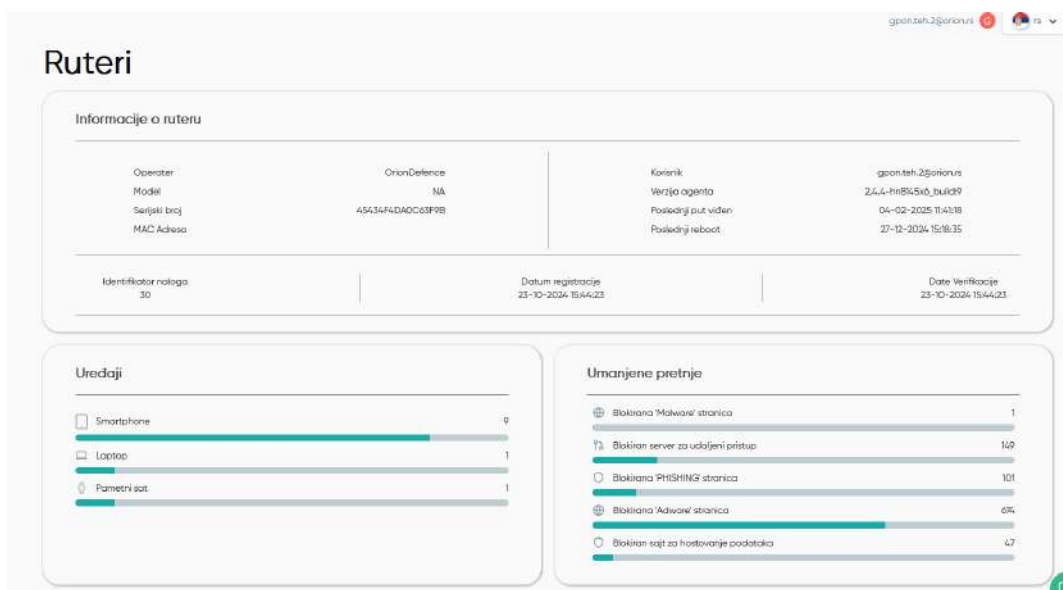 gpon.teh.2@orion.rs G rs
Ruteri
Informacije o ruteru
Operater OrionDefence
Model NA
Serijski broj 45434F4DA0C63F9B
MAC Adresa
Korisnik gpon.teh.2@orion.rs
Verzija agenta 2.4.4-hn8145x6_build:9
Poslednji put viđen 04-02-2025 11:41:18
Poslednji reboot 27-12-2024 15:18:35
Identifikator naloga
30
Datum registracije
23-10-2024 15:44:23
Date Verifikacije
23-10-2024 15:44:23
Uređaji
Smartphone 9
Laptop 1
Pametni sat 1
Umanjene pretnje
Blokirana 'Malware' stranica 1
Blokiran server za udaljeni pristup 149
Blokirana 'PHISHING' stranica 101
Blokirana 'Adware' stranica 674
Blokiran sajt za hostovanje podataka 47